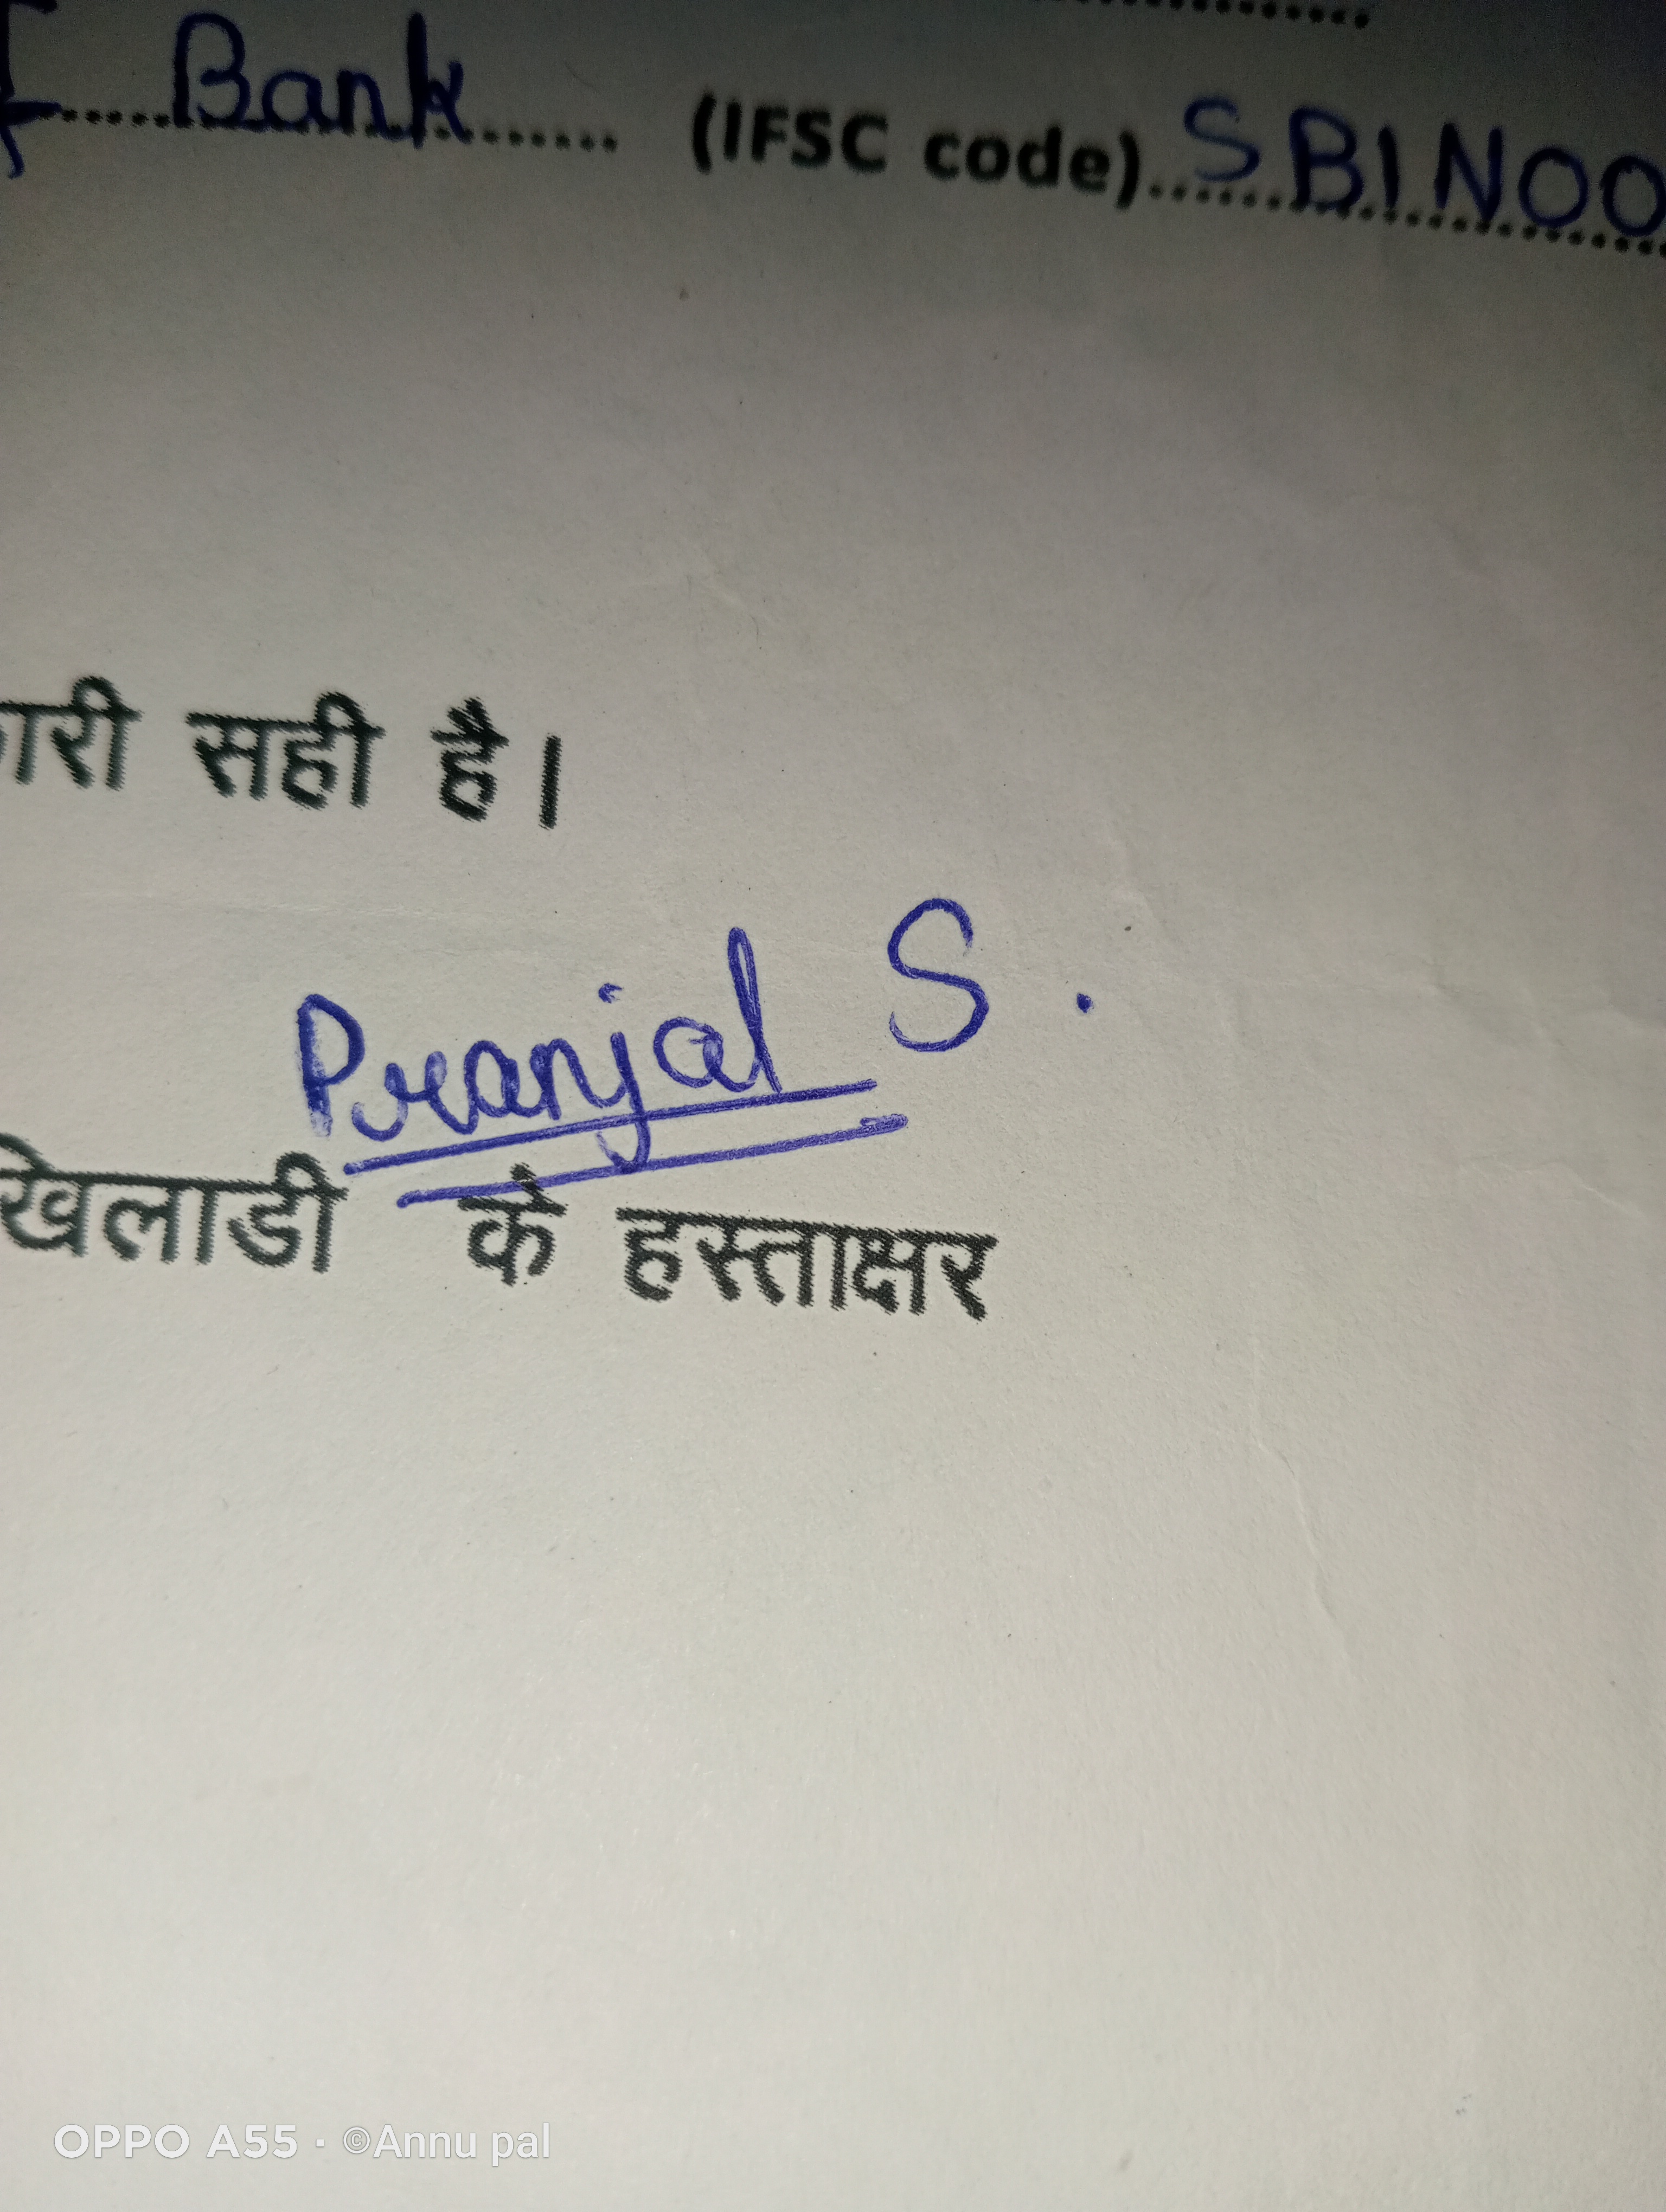 Bank (IFSC code) SBIN00
सही है।
Pranjal S.
खिलाडी के हस्ताक्षर
OPPO A55 · ©Annu pal